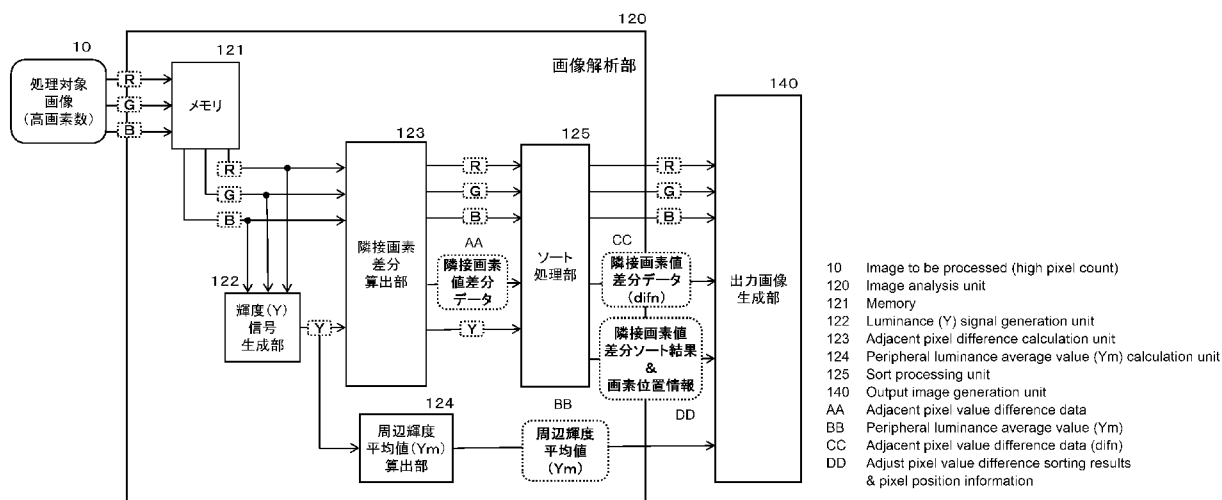 120
10
121
画像解析部
140
処理対象
画像
(高画素数)
R
G
B
メモリ
123
125
R
G
B
R
G
B
R
G
B
122
隣接画素
差分
算出部
AA
隣接画素
値差分
データ
ソート
処理部
CC
隣接画素値
差分データ
(difn)
出力画像
生成部
輝度(Y)
信号
生成部
Y
Y
隣接画素値
差分ソート結果
&
画素位置情報
124
BB
DD
周辺輝度
平均値(Ym)
算出部
周辺輝度
平均値
(Ym)
10 Image to be processed (high pixel count)
120 Image analysis unit
121 Memory
122 Luminance (Y) signal generation unit
123 Adjacent pixel difference calculation unit
124 Peripheral luminance average value (Ym) calculation unit
125 Sort processing unit
140 Output image generation unit
AA Adjacent pixel value difference data
BB Peripheral luminance average value (Ym)
CC Adjacent pixel value difference data (difn)
DD Adjust pixel value difference sorting results
& pixel position information